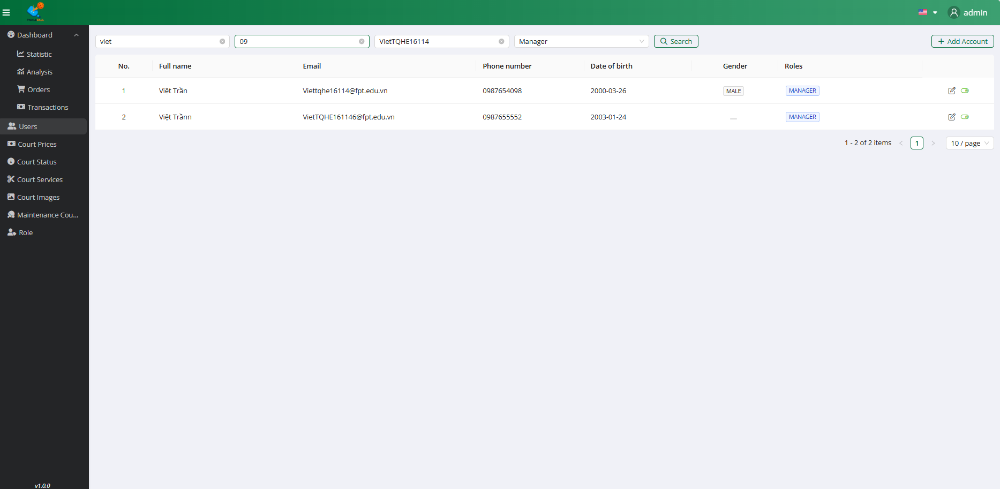 PICKLEBALL
admin
Dashboard
Statistic
Analysis
Orders
Transactions
Users
Court Prices
Court Status
Court Services
Court Images
Maintenance Cou...
Role
v1.0.0
viet 09 VietTQHE16114 Manager Search Add Account
No. Full name Email Phone number Date of birth Gender Roles
1 Việt Trần Viettqhe16114@fpt.edu.vn 0987654098 2000-03-26 MALE MANAGER
2 Việt Trănn VietTQHE161146@fpt.edu.vn 0987655552 2003-01-24 __ MANAGER
1 - 2 of 2 items < 1 > 10 / page